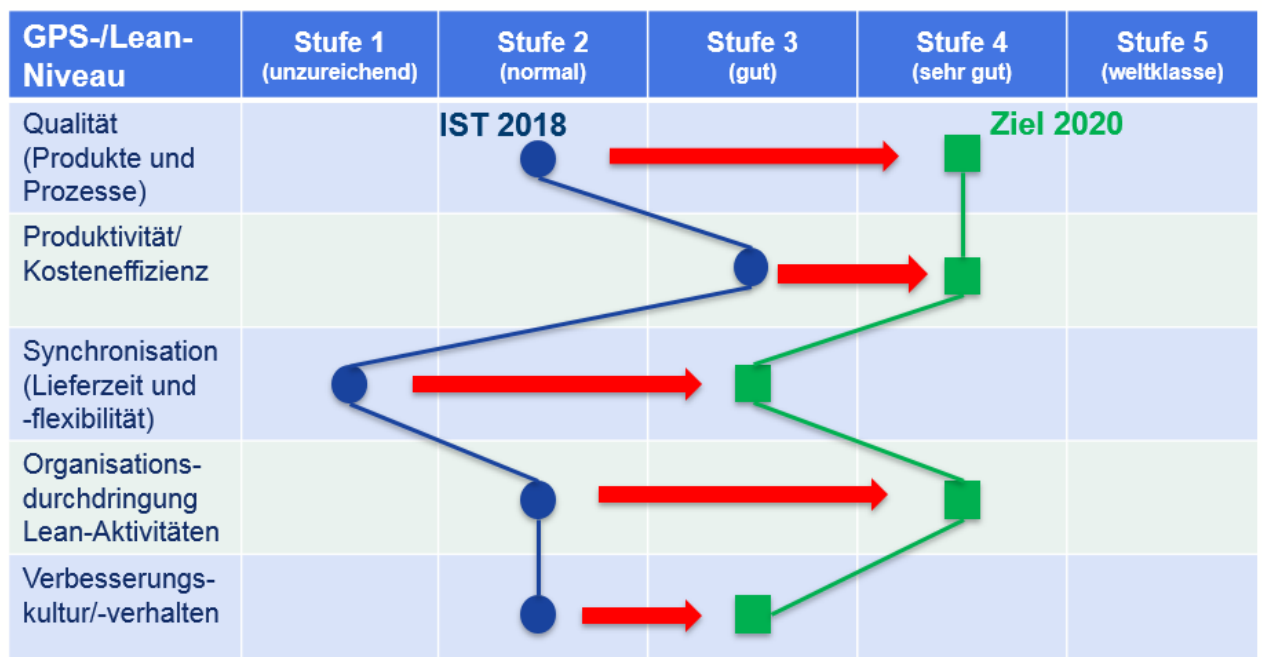 GPS-/Lean-
Niveau
Stufe 1
(unzureichend)
Stufe 2
(normal)
Stufe 3
(gut)
Stufe 4
(sehr gut)
Stufe 5
(weltklasse)
Qualität
(Produkte und
Prozesse)
IST 2018
Ziel 2020
Produktivität/
Kosteneffizienz
Synchronisation
(Lieferzeit und
-flexibilität)
Organisations-
durchdringung
Lean-Aktivitäten
Verbesserungs-
kultur/-verhalten